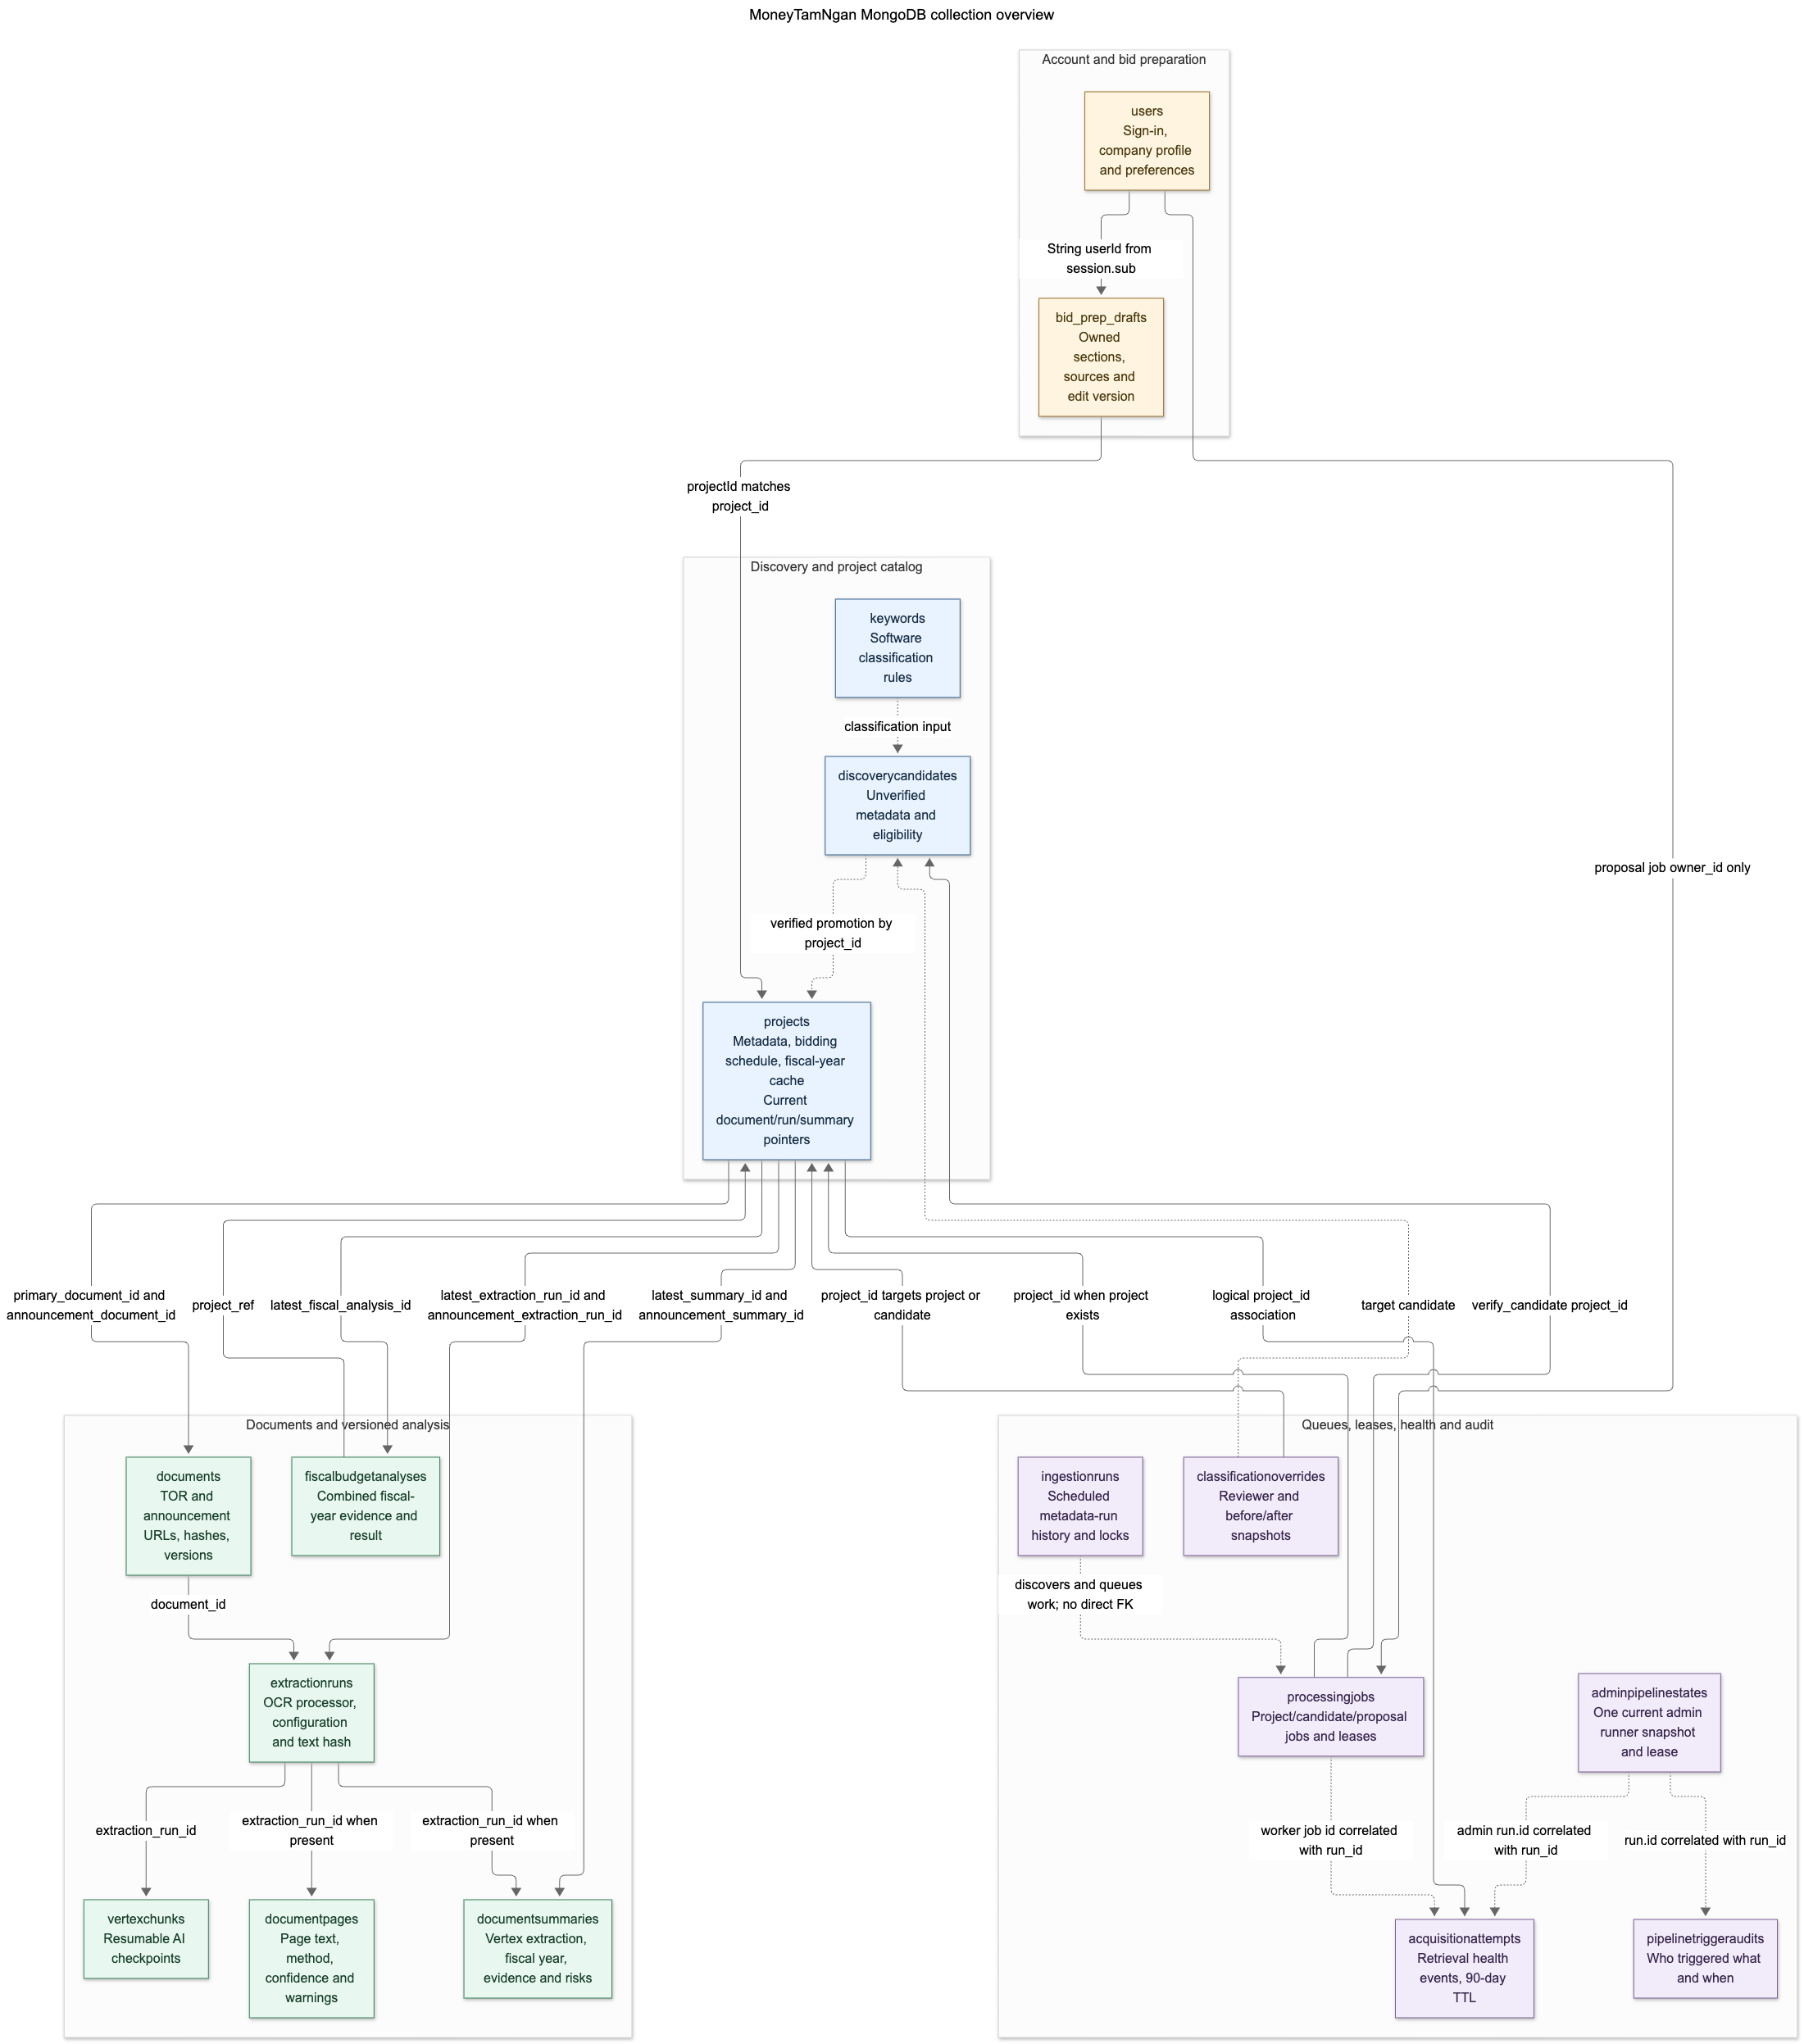 MoneyTamNgan MongoDB collection overview
Account and bid preparation
users
Sign-in,
company profile
and preferences
String userId from
session.sub
bid_prep_drafts
Owned
sections,
sources and
edit version
projectId matches
project_id
Discovery and project catalog
keywords
Software
classification
rules
classification input
discoverycandidates
Unverified
metadata and
eligibility
proposal job owner_id only
verified promotion by
project_id
projects
Metadata, bidding
schedule, fiscal-year
cache
Current
document/run/summary
pointers
primary_document_id and
announcement_document_id
project_ref
latest_fiscal_analysis_id
latest_extraction_run_id and
announcement_extraction_run_id
latest_summary_id and
announcement_summary_id
project_id targets project or
candidate
project_id when project
exists
logical project_id
association
target candidate
verify_candidate project_id
Documents and versioned analysis
documents
TOR and
announcement
URLs, hashes,
versions
fiscalbudgetanalyses
Combined fiscal-
year evidence and
result
document_id
extractionruns
OCR processor,
configuration
and text hash
extraction_run_id
extraction_run_id when
present
extraction_run_id when
present
vertexchunks
Resumable AI
checkpoints
documentpages
Page text,
method,
confidence and
warnings
documentsummaries
Vertex extraction,
fiscal year,
evidence and risks
Queues, leases, health and audit
ingestionruns
Scheduled
metadata-run
history and locks
classificationoverrides
Reviewer and
before/after
snapshots
discovers and queues
work; no direct FK
processingjobs
Project/candidate/proposal
jobs and leases
adminpipelinestates
One current admin
runner snapshot
and lease
worker job id correlated
with run_id
admin run.id correlated
with run_id
run.id correlated with run_id
acquisitionattempts
Retrieval health
events, 90-day
TTL
pipelinetriggeraudits
Who triggered what
and when